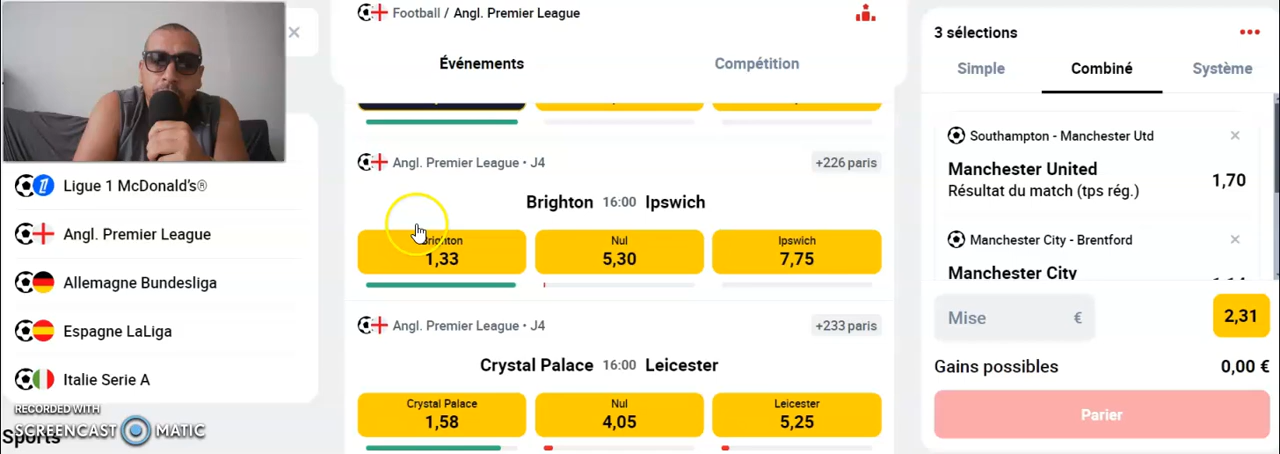 Football / Angl. Premier League
Événements
Compétition
Ligue 1 McDonald's®
Angl. Premier League
Allemagne Bundesliga
Espagne LaLiga
Italie Serie A
RECORDED WITH
SCREENCAST MATIC
Sports
Angl. Premier League • J4
+226 paris
Brighton 16:00 Ipswich
Brighton
1,33
Nul
5,30
Ipswich
7,75
Angl. Premier League • J4
+233 paris
Crystal Palace 16:00 Leicester
Crystal Palace
1,58
Nul
4,05
Leicester
5,25
3 sélections
Simple
Combiné
Système
Southampton - Manchester Utd
Manchester United
Résultat du match (tps rég.)
1,70
Manchester City - Brentford
Manchester City
Mise €
2,31
Gains possibles
0,00 €
Parier